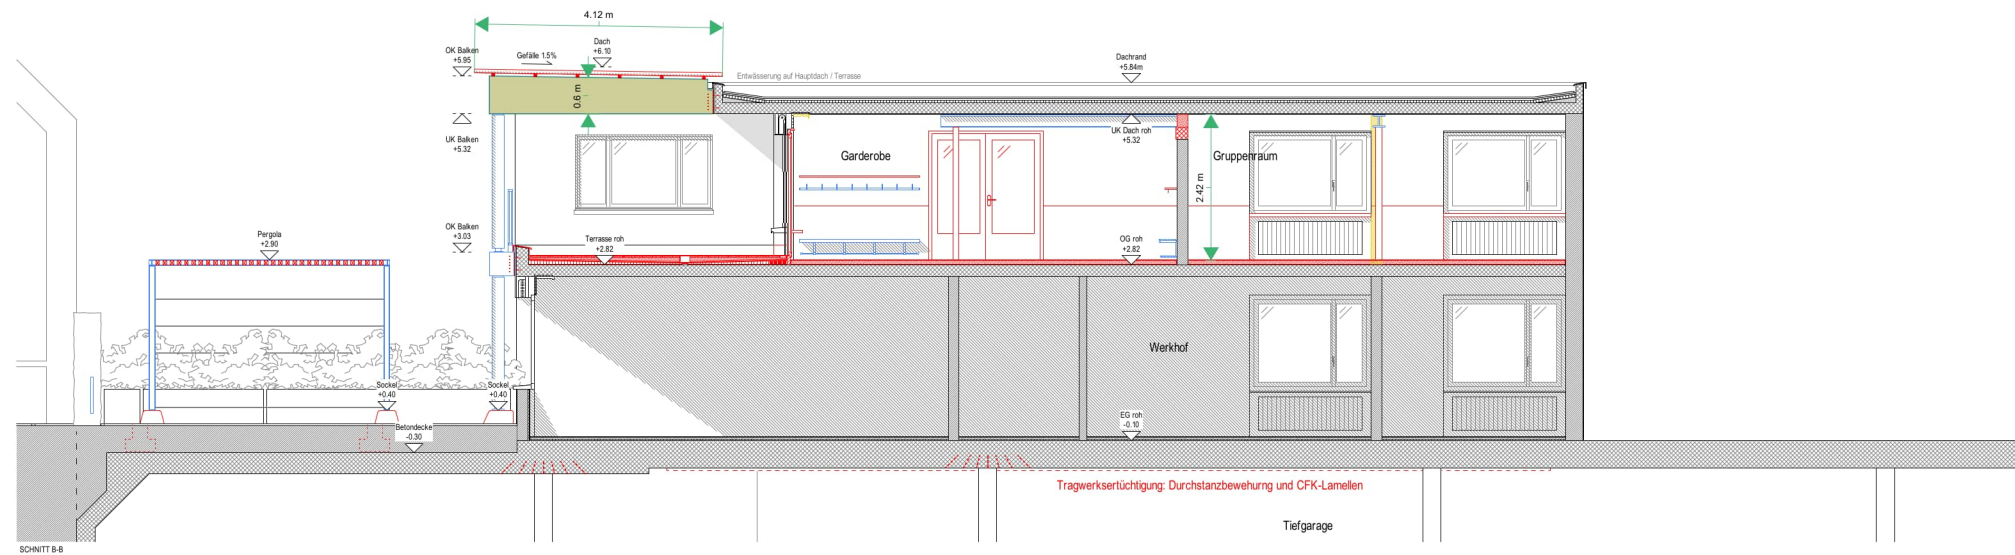 4.12 m
Dach
+6.10
OK Balken
+5.95
Gefälle 1.5%
Entwässerung auf Hauptdach / Terrasse
Dachrand
+5.84m
0.6 m
UK Balken
+5.32
UK Dach roh
+5.32
Garderobe
Gruppenraum
2.42 m
OK Balken
+3.03
Pergola
+2.90
Terrasse roh
+2.82
OG roh
+2.82
Werkhof
Sockel
+0.40
Sockel
+0.40
Betondecke
-0.30
EG roh
-0.10
Tragwerksertüchtigung: Durchstanzbewehurng und CFK-Lamellen
Tiefgarage
SCHNITT B-B